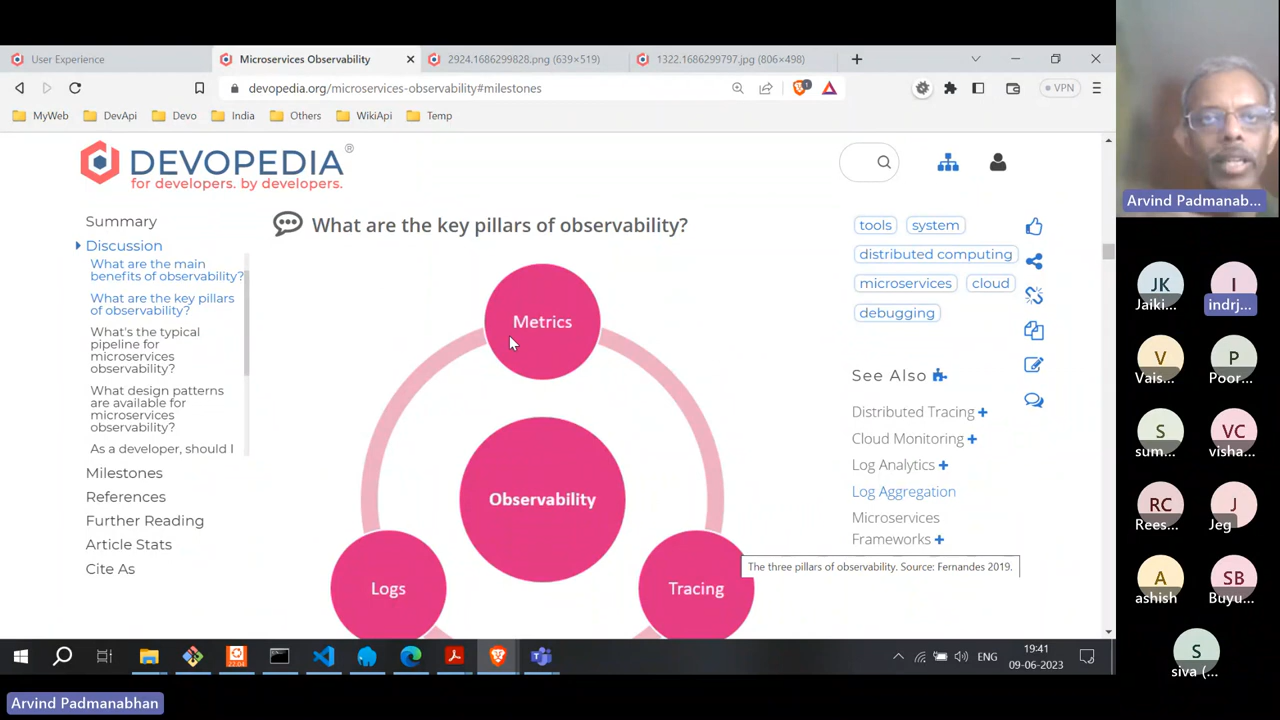 User Experience
Microservices Observability
2924.1686299828.png (639×519)
1322.1686299797.jpg (806×498)
devopedia.org/microservices-observability#milestones
1
VPN
MyWeb
DevApi
Devo
India
Others
WikiApi
Temp
DEVOPEDIA®
for developers. by developers.
Summary
Discussion
What are the main
benefits of observability?
What are the key pillars
of observability?
What's the typical
pipeline for
microservices
observability?
What design patterns
are available for
microservices
observability?
As a developer, should I
Milestones
References
Further Reading
Article Stats
Cite As
What are the key pillars of observability?
Metrics
Observability
Logs
Tracing
The three pillars of observability. Source: Fernandes 2019.
tools
system
distributed computing
microservices
cloud
debugging
See Also
Distributed Tracing
Cloud Monitoring
Log Analytics
Log Aggregation
Microservices
Frameworks
Arvind Padmanab...
JK
Jaiki...
I
indrj...
V
Vais...
P
Poor...
S
sum...
VC
visha...
RC
Rees...
J
Jeg
A
ashish
SB
Buyu...
S
siva (...
22.04
ENG
19:41
09-06-2023
Arvind Padmanabhan